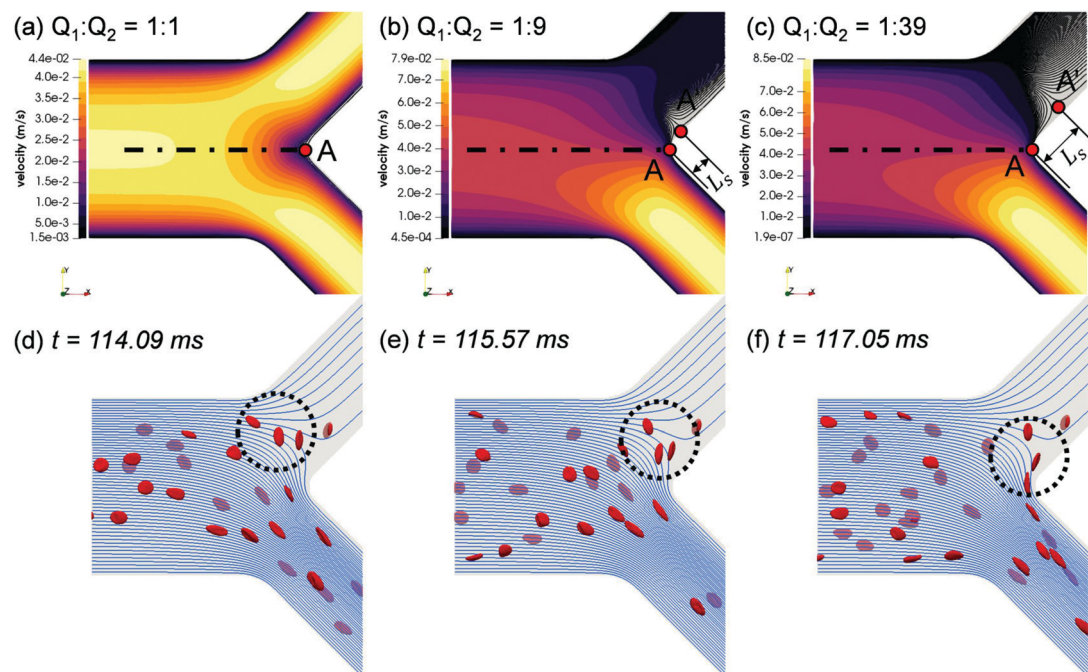 (a) Q₁:Q₂ = 1:1
(b) Q₁:Q₂ = 1:9
(c) Q₁:Q₂ = 1:39
4.4e-02
4.0e-2
3.5e-2
3.0e-2
2.5e-2
2.0e-2
1.5e-2
1.0e-2
5.0e-3
1.5e-03
velocity (m/s)
A
Y
Z
X
7.9e-02
7.0e-2
6.0e-2
5.0e-2
4.0e-2
3.0e-2
2.0e-2
1.0e-2
4.5e-04
velocity (m/s)
A'
A
Lₛ
Y
Z
X
8.5e-02
7.0e-2
6.0e-2
5.0e-2
4.0e-2
3.0e-2
2.0e-2
1.0e-2
1.9e-07
velocity (m/s)
A'
A
Lₛ
Y
Z
X
(d) t = 114.09 ms
(e) t = 115.57 ms
(f) t = 117.05 ms